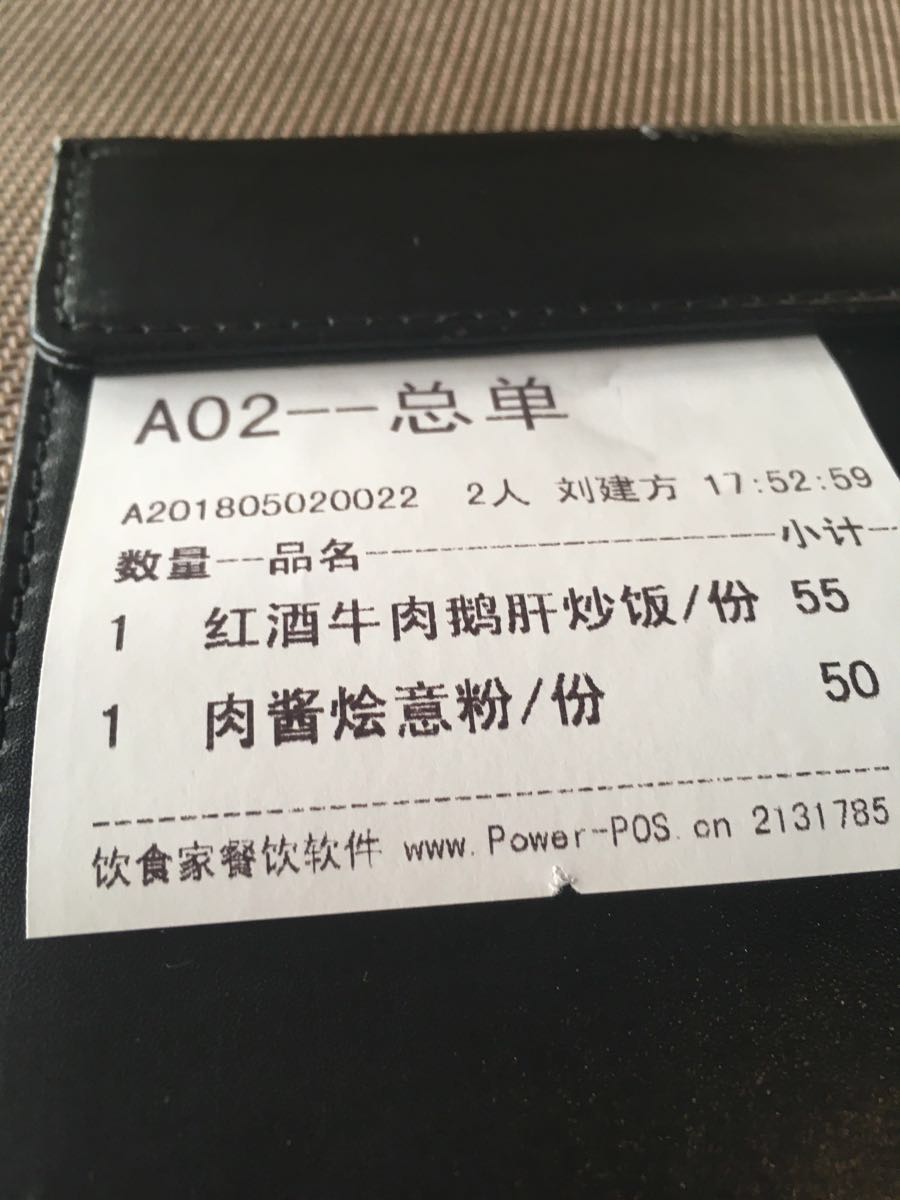 A02--总单
A201805020022 2人 刘建方 17:52:59
数量--品名------------------------小计--
1 红酒牛肉鹅肝炒饭/份 55
1 肉酱烩意粉/份 50
----------------------------------------
饮食家餐饮软件 www.Power-POS.cn 2131785